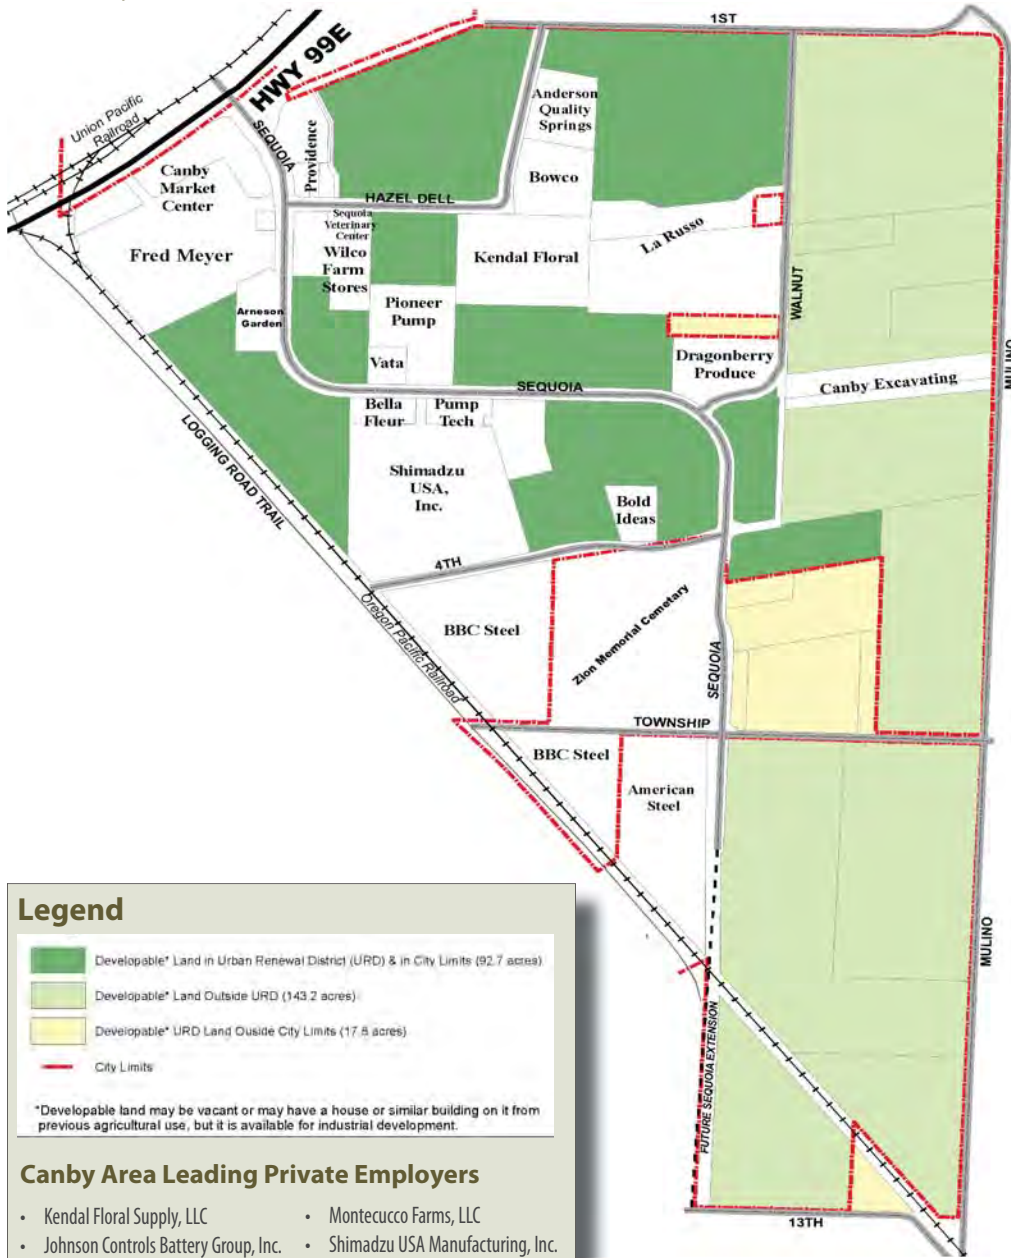 1ST
HWY 99E
Union Pacific
Railroad
SEQUOIA
Providence
Anderson
Quality
Springs
Canby
Market
Center
Bowco
HAZEL DELL
Sequoia
Veterinary
Center
La Russo
Fred Meyer
Wilco
Farm
Stores
Kendal Floral
WALNUT
Arneson
Garden
Pioneer
Pump
MULINO
Vata
Dragonberry
Produce
SEQUOIA
Canby Excavating
Bella
Fleur
Pump
Tech
LOGGING ROAD TRAIL
Shimadzu
USA,
Inc.
Bold
Ideas
4TH
Oregon Pacific Railroad
BBC Steel
Zion Memorial Cemetary
SEQUOIA
TOWNSHIP
BBC Steel
American
Steel
MULINO
FUTURE SEQUOIA EXTENSION
13TH
Legend
Developable* Land in Urban Renewal District (URD) & in City Limits (92.7 acres)
Developable* Land Outside URD (143.2 acres)
Developable* URD Land Ouside City Limits (17.8 acres)
City Limits
*Developable land may be vacant or may have a house or similar building on it from
previous agricultural use, but it is available for industrial development.
Canby Area Leading Private Employers
• Kendal Floral Supply, LLC
• Johnson Controls Battery Group, Inc.
• Montecucco Farms, LLC
• Shimadzu USA Manufacturing, Inc.